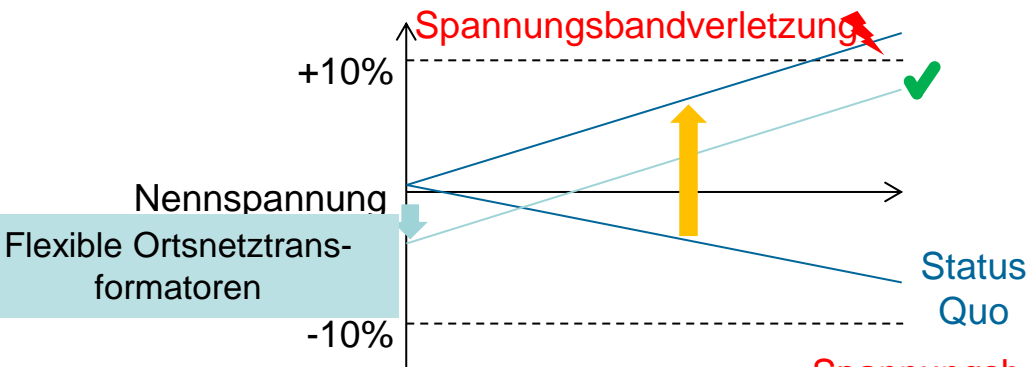 Spannungsbandverletzung
+10%
Nennspannung
Flexible Ortsnetztrans-
formatoren
Status
Quo
-10%